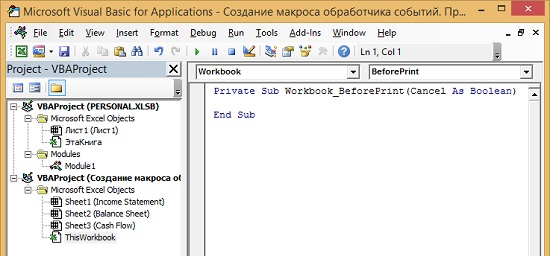 Microsoft Visual Basic for Applications - Создание макроса обработчика событий. Пр...
File Edit View Insert Format Debug Run Tools Add-Ins Window Help
Ln 1, Col 1
Project - VBAProject
Workbook BeforePrint
VBAProject (PERSONAL.XLSB)
Microsoft Excel Objects
Лист1 (Лист1)
ЭтаКнига
Modules
Module1
VBAProject (Создание макроса об
Microsoft Excel Objects
Sheet1 (Income Statement)
Sheet2 (Balance Sheet)
Sheet3 (Cash Flow)
ThisWorkbook
Private Sub Workbook_BeforePrint(Cancel As Boolean)
End Sub